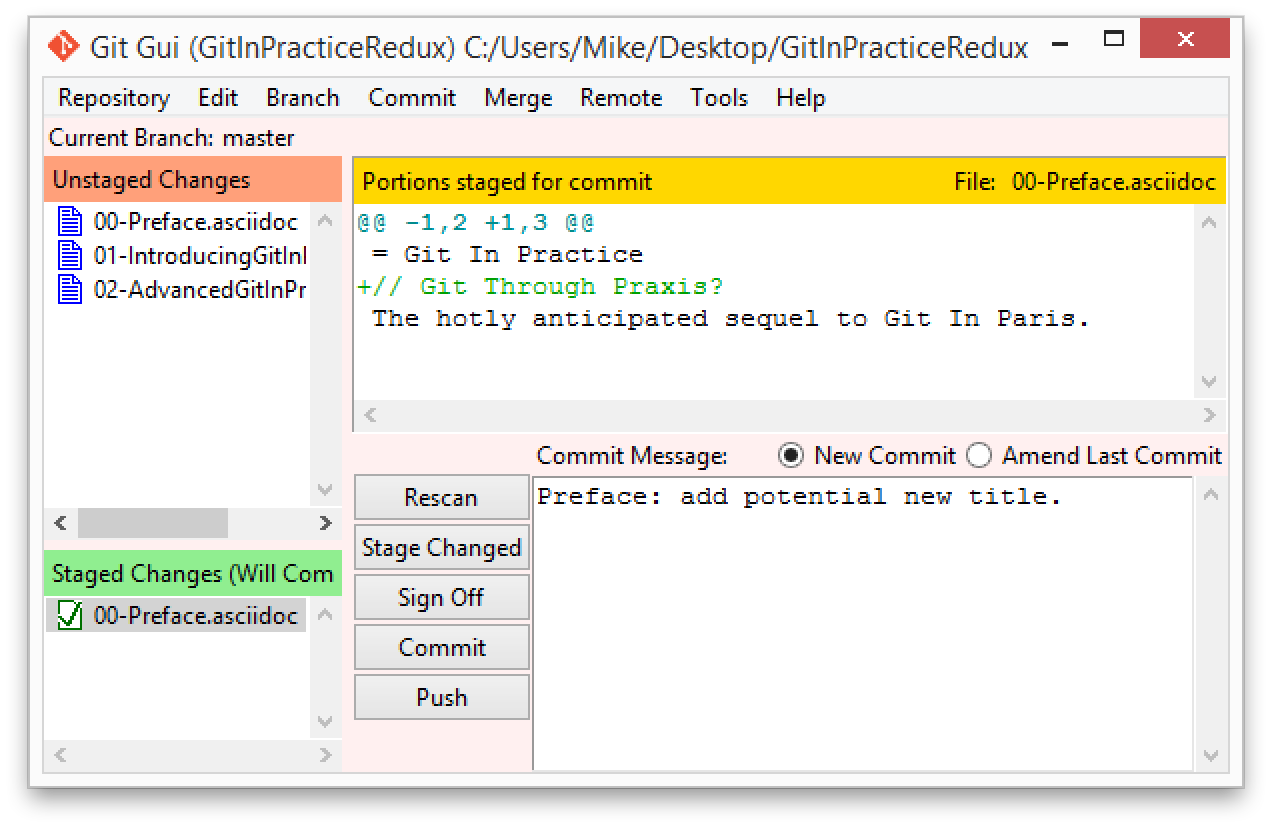 Git Gui (GitInPracticeRedux) C:/Users/Mike/Desktop/GitInPracticeRedux
Repository Edit Branch Commit Merge Remote Tools Help
Current Branch: master
Unstaged Changes
00-Preface.asciidoc
01-IntroducingGitInI
02-AdvancedGitInPr
Staged Changes (Will Com
00-Preface.asciidoc
Portions staged for commit File: 00-Preface.asciidoc
@@ -1,2 +1,3 @@
= Git In Practice
+// Git Through Praxis?
The hotly anticipated sequel to Git In Paris.
Commit Message: New Commit Amend Last Commit
Rescan
Stage Changed
Sign Off
Commit
Push
Preface: add potential new title.